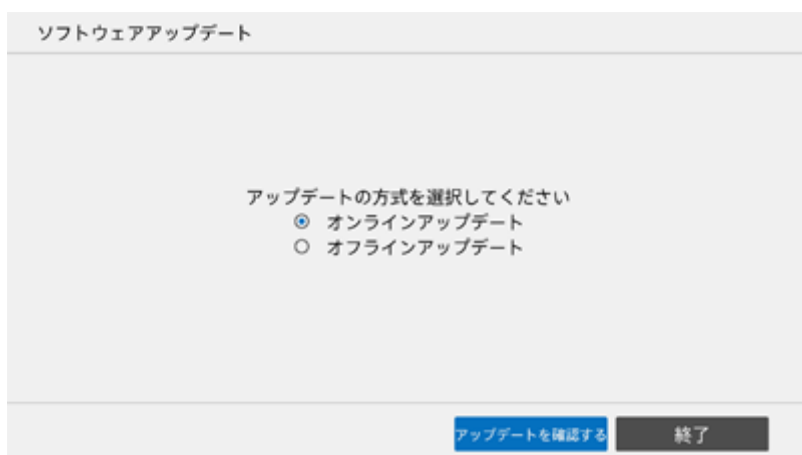 ソフトウェアアップデート
アップデートの方式を選択してください
オンラインアップデート
オフラインアップデート
アップデートを確認する
終了